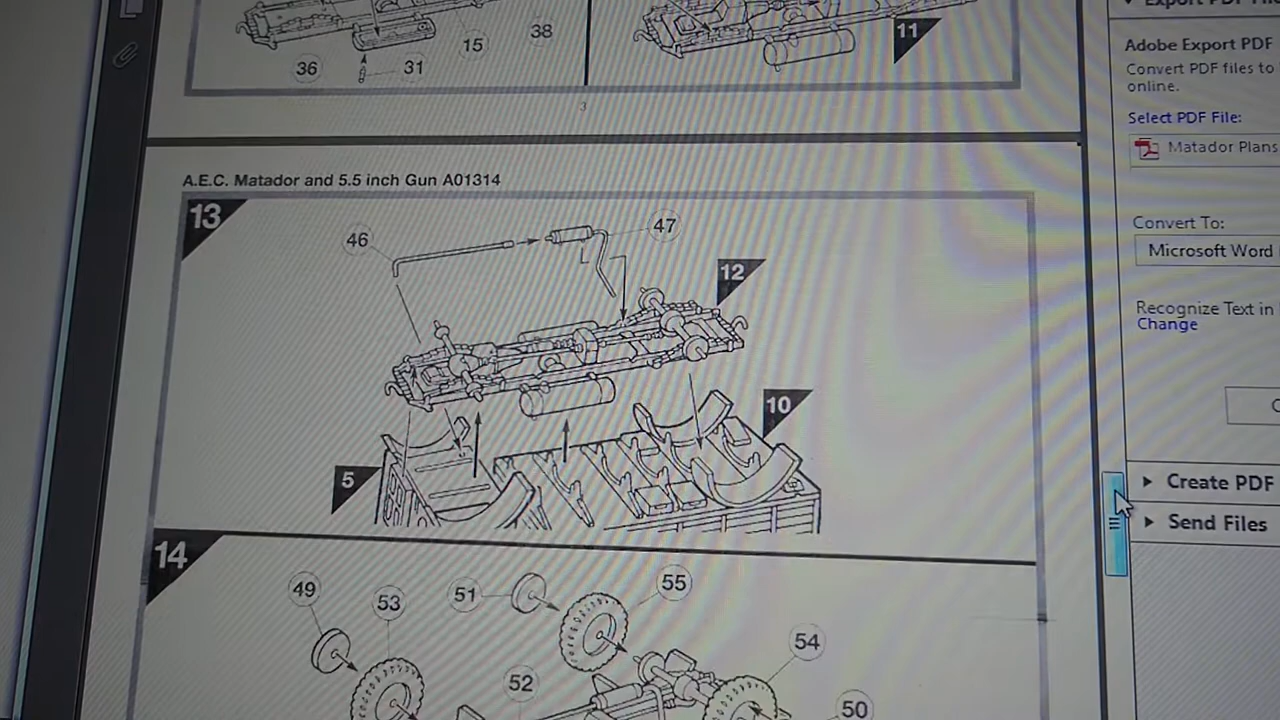 Adobe Export PDF
Convert PDF files to
online.
Select PDF File:
Matador Plans
Convert To:
Microsoft Word
Recognize Text in
Change
Create PDF
Send Files
15
38
36
31
11
3
A.E.C. Matador and 5.5 inch Gun A01314
13
46
47
12
10
5
14
49
53
51
55
54
52
50